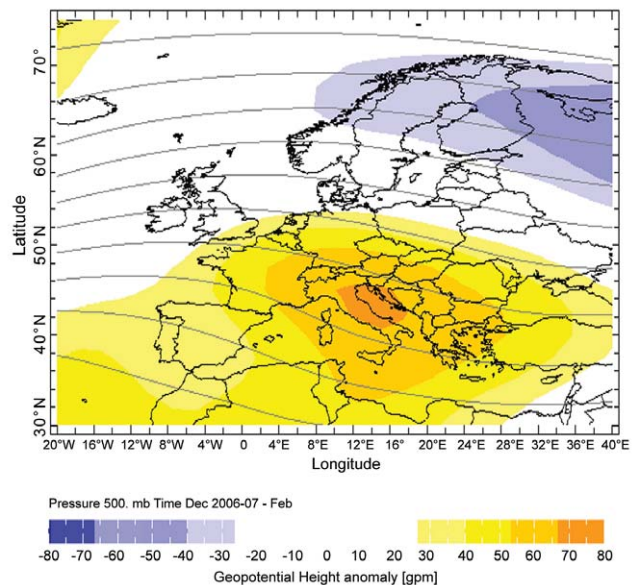 70°
60°N
50°N
40°N
30°N
Latitude
20°W 16°W 12°W 8°W 4°W 0° 4°E 8°E 12°E 16°E 20°E 24°E 28°E 32°E 36°E 40°E
Longitude
Pressure 500. mb Time Dec 2006-07 - Feb
-80 -70 -60 -50 -40 -30 -20 -10 0 10 20 30 40 50 60 70 80
Geopotential Height anomaly [gpm]